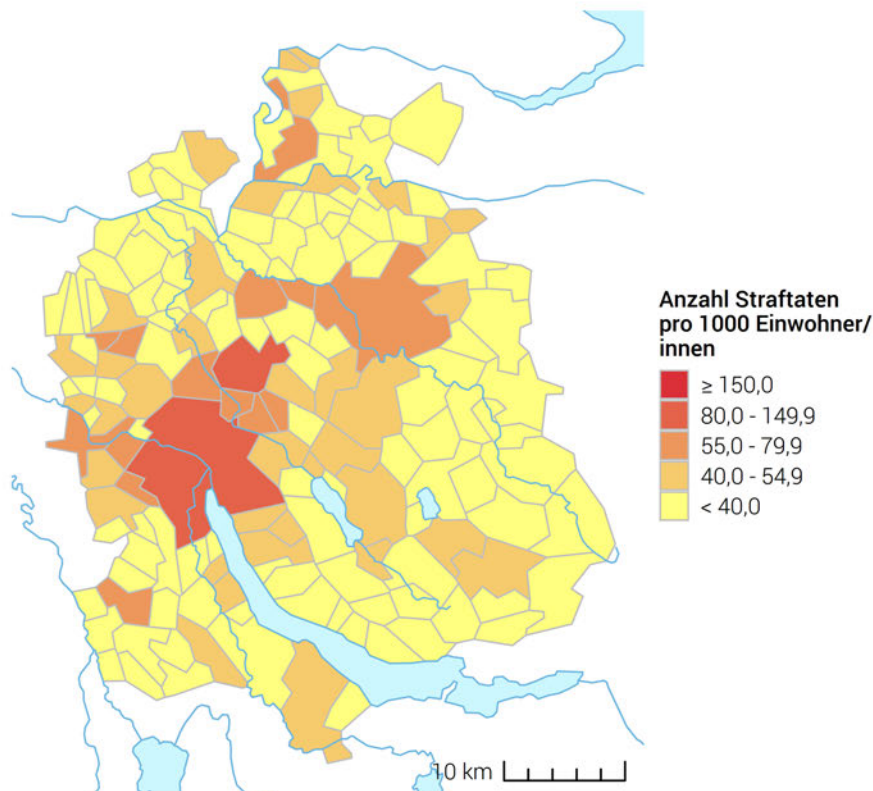 Anzahl Straftaten
pro 1000 Einwohner/
innen
≥ 150,0
80,0 - 149,9
55,0 - 79,9
40,0 - 54,9
< 40,0
10 km